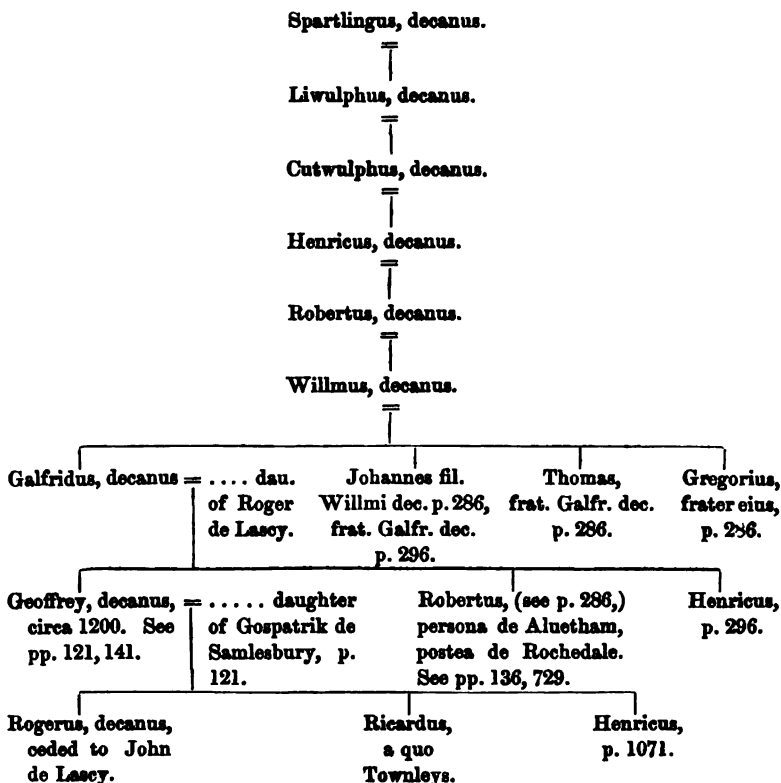 Spartlingus, decanus.
Liwulphus, decanus.
Cutwulphus, decanus.
Henricus, decanus.
Robertus, decanus.
Willmus, decanus.
Galfridus, decanus = .... dau.
of Roger
de Lascy.
Johannes fil.
Willmi dec. p. 286,
frat. Galfr. dec.
p. 296.
Thomas,
frat. Galfr. dec.
p. 286.
Gregorius,
frater eius,
p. 286.
Geoffrey, decanus,
circa 1200. See
pp. 121, 141.
= ..... daughter
of Gospatrik de
Samlesbury, p.
121.
Robertus, (see p. 286,)
persona de Aluetham,
postea de Rochedale.
See pp. 136, 729.
Henricus,
p. 296.
Rogerus, decanus,
ceded to John
de Lascy.
Ricardus,
a quo
Townleys.
Henricus,
p. 1071.